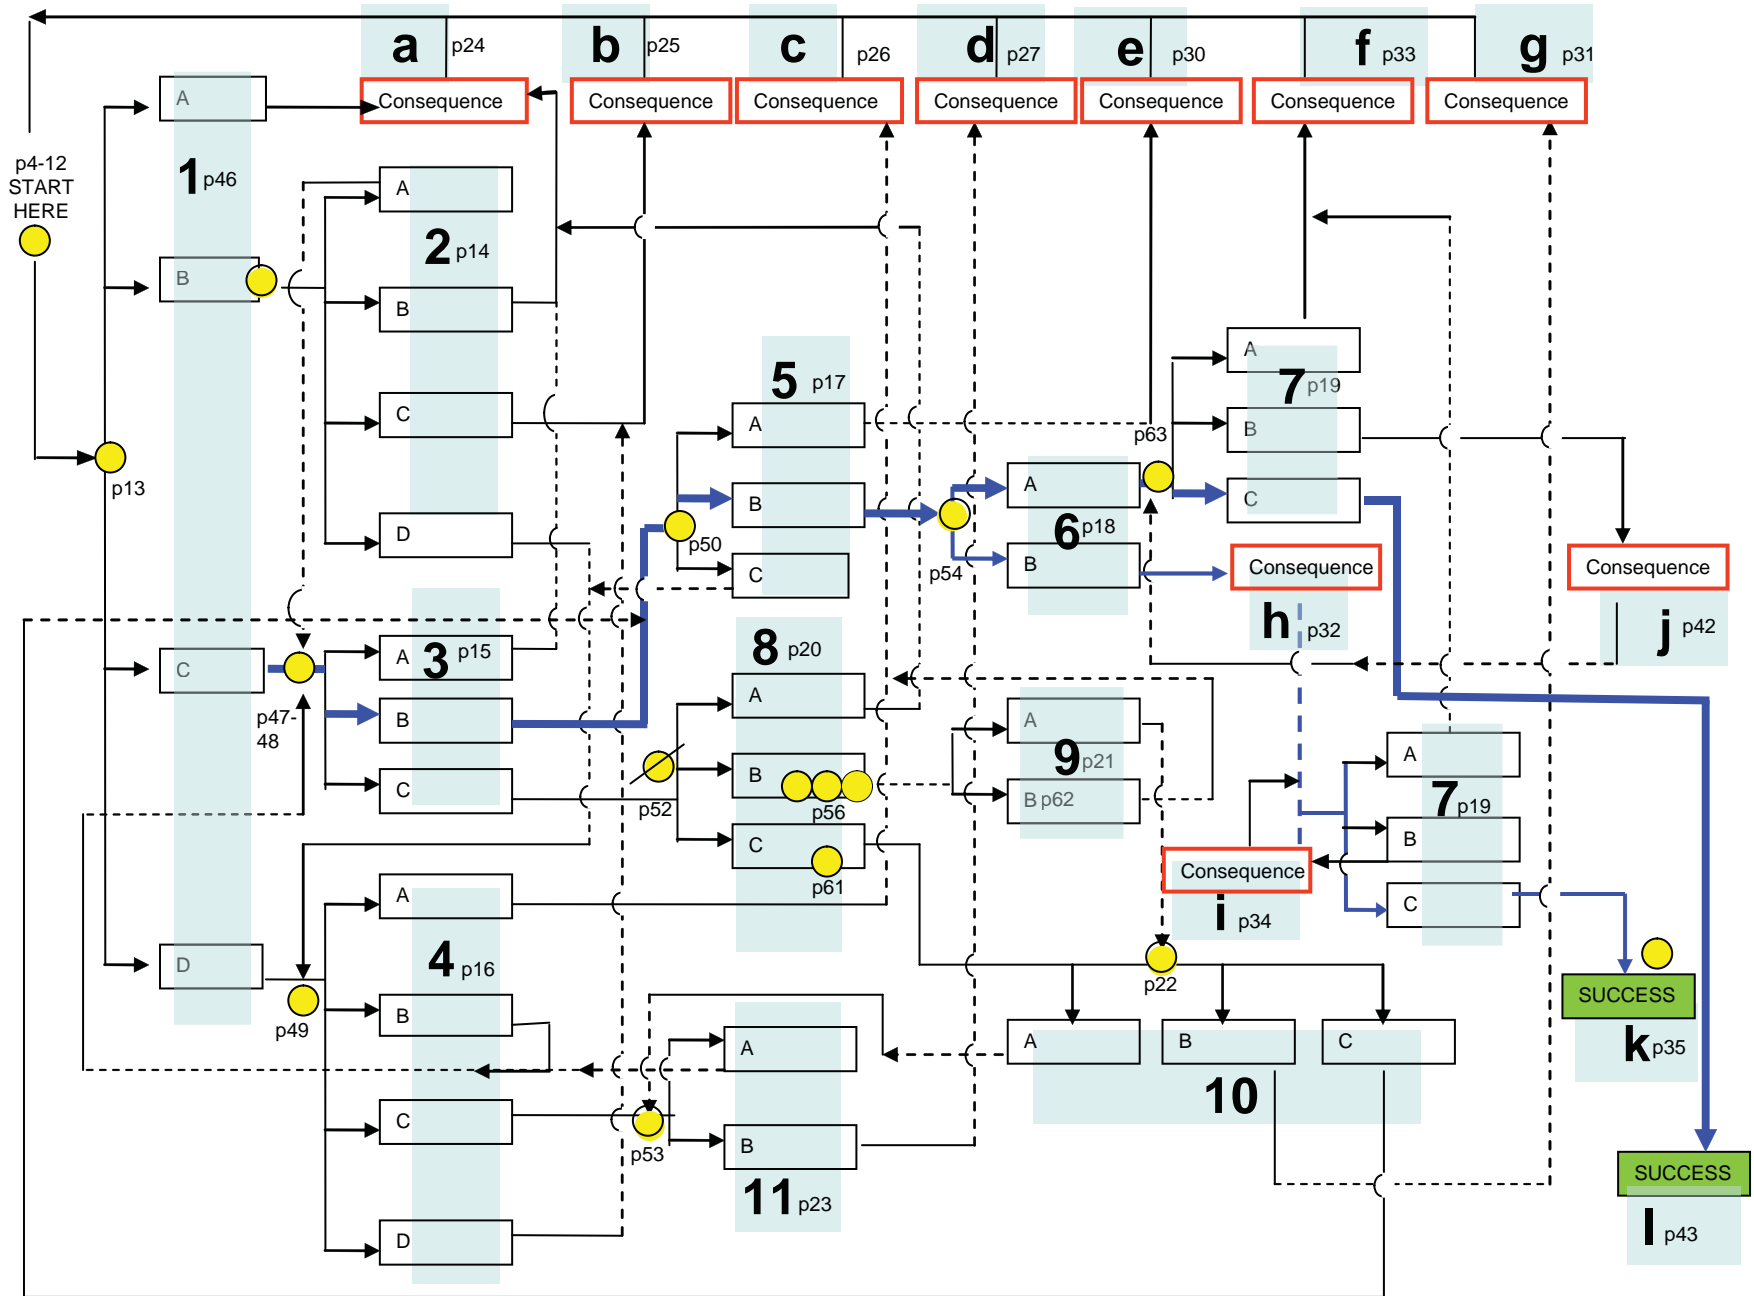 a p24
b p25
c p26
d p27
e p30
f p33
g p31
Consequence
Consequence
Consequence
Consequence
Consequence
Consequence
Consequence
p4-12
START
HERE
p13
A
1 p46
B
C
D
A
2 p14
B
C
D
p47-
48
A
3 p15
B
C
p49
A
4 p16
B
C
D
5 p17
A
B
C
p50
8 p20
A
B
p56
C
p61
p52
p53
A
B
11 p23
p54
A
6 p18
B
p63
A
7 p19
B
C
Consequence
h p32
Consequence
j p42
A
9 p21
B p62
Consequence
i p34
A
7 p19
B
C
p22
A
B
C
10
SUCCESS
k p35
SUCCESS
l p43